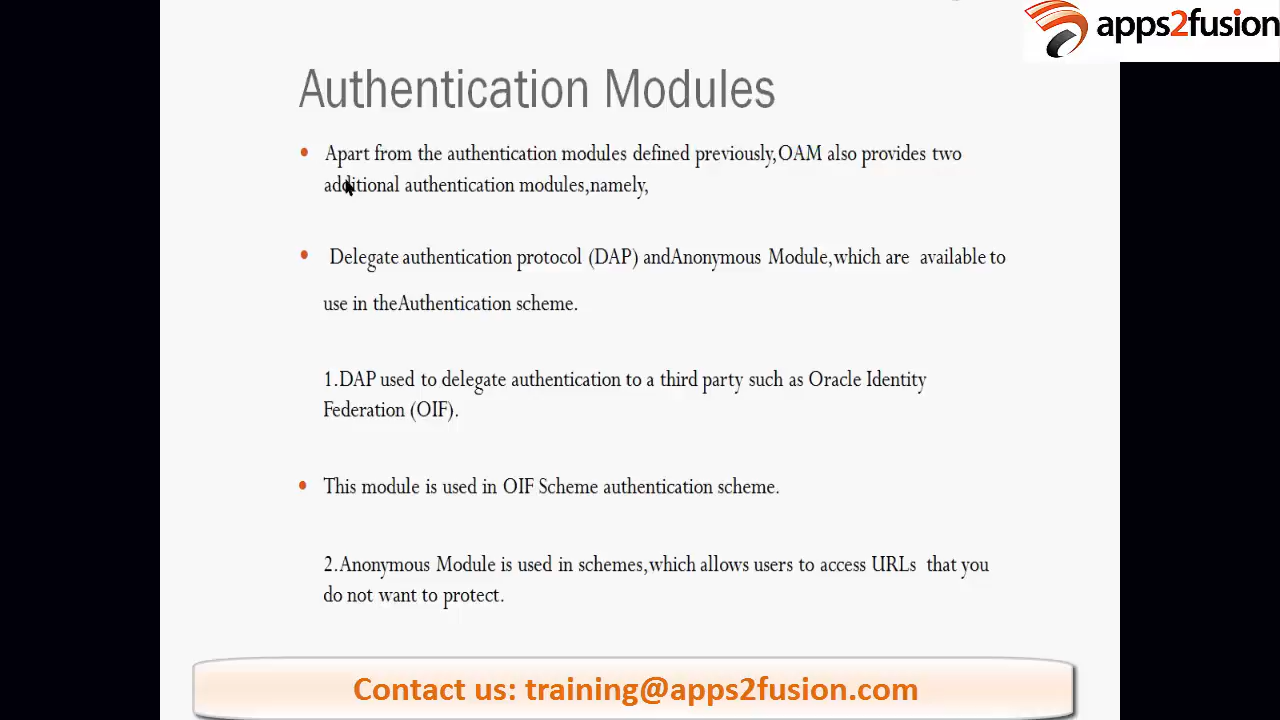 apps2fusion
Authentication Modules
• Apart from the authentication modules defined previously,OAM also provides two
additional authentication modules,namely,
• Delegate authentication protocol (DAP) andAnonymous Module,which are available to
use in theAuthentication scheme.
1.DAP used to delegate authentication to a third party such as Oracle Identity
Federation (OIF).
• This module is used in OIF Scheme authentication scheme.
2.Anonymous Module is used in schemes,which allows users to access URLs that you
do not want to protect.
Contact us: training@apps2fusion.com